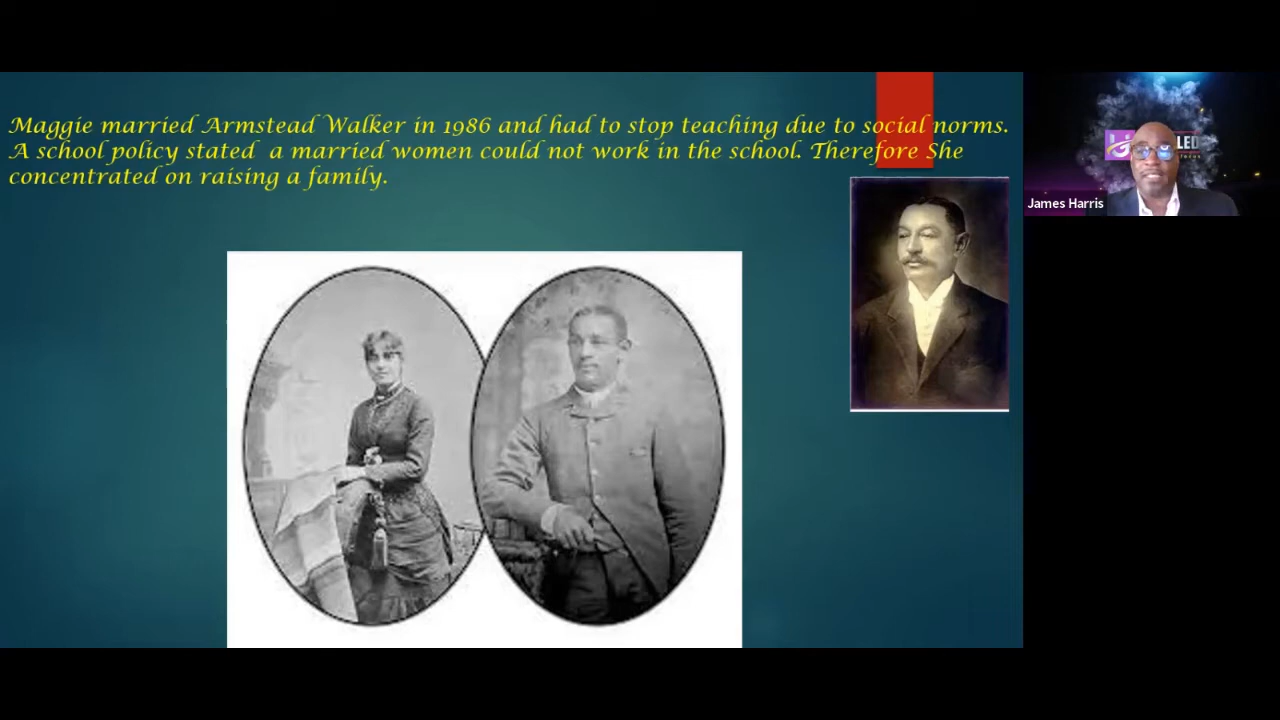 Maggie married Armstead Walker in 1986 and had to stop teaching due to social norms.
A school policy stated a married women could not work in the school. Therefore She
concentrated on raising a family.
LED
James Harris